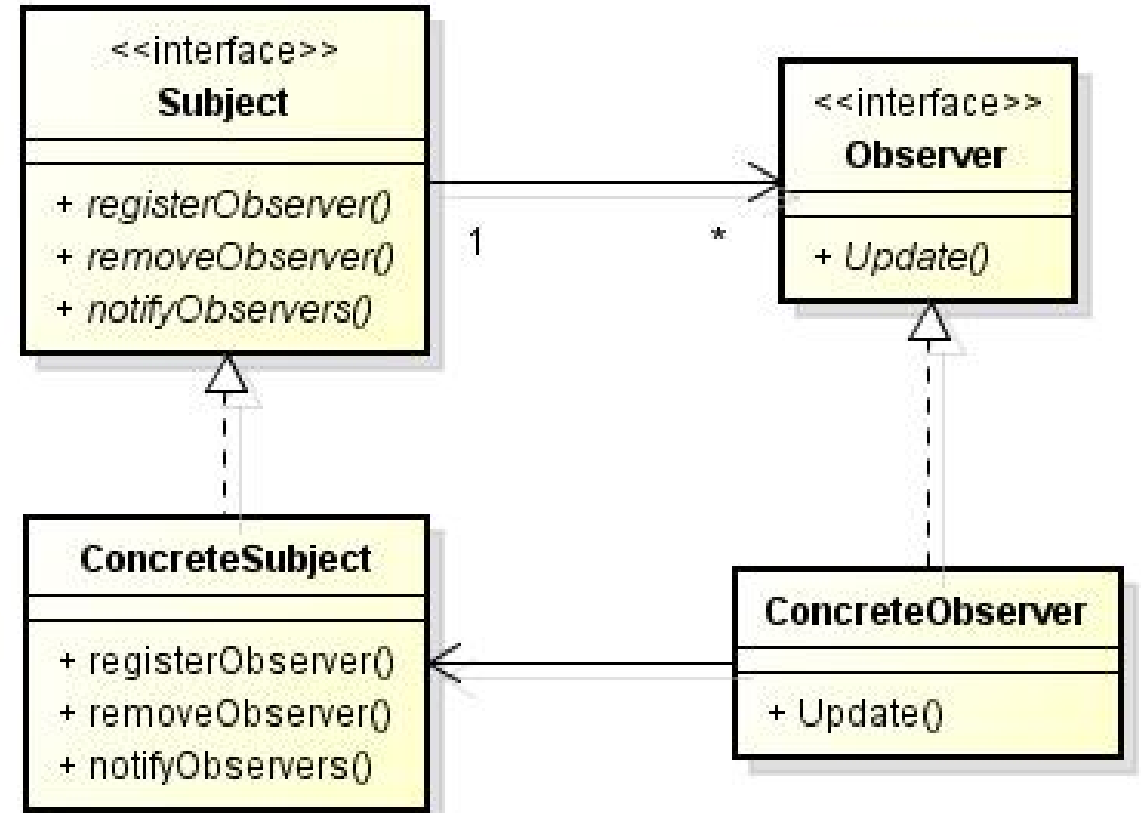 <<interface>>
Subject
+ registerObserver()
+ removeObserver()
+ notifyObservers()
1
*
<<interface>>
Observer
+ Update()
ConcreteSubject
+ registerObserver()
+ removeObserver()
+ notifyObservers()
ConcreteObserver
+ Update()